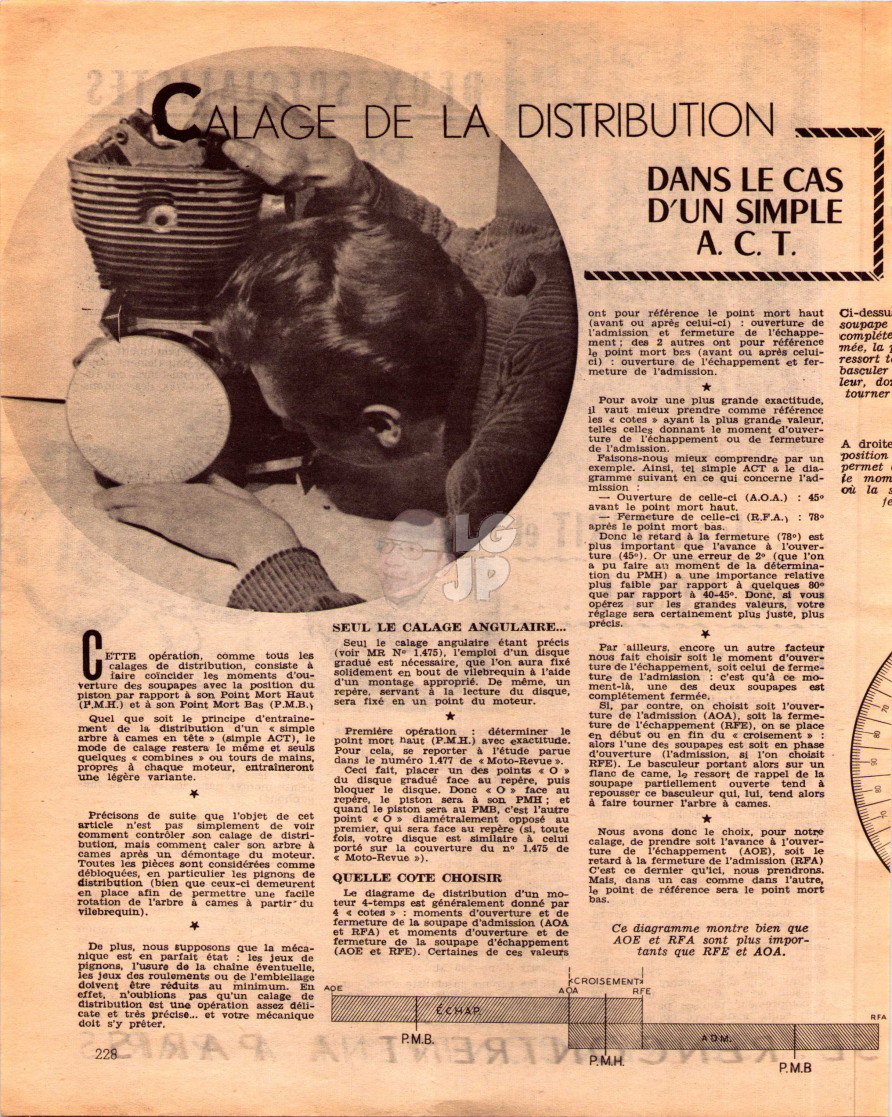 CALAGE DE LA DISTRIBUTION
DANS LE CAS
D'UN SIMPLE
A. C. T.
CETTE opération, comme tous les
calages de distribution, consiste à
faire coïncider les moments d'ou-
verture des soupapes avec la position du
piston par rapport à son Point Mort Haut
(P.M.H.) et à son Point Mort Bas (P.M.B.)
Quel que soit le principe d'entraîne-
ment de la distribution d'un « simple
arbre à cames en tête » (simple ACT), le
mode de calage restera le même et seuls
quelques « combines » ou tours de mains,
propres à chaque moteur, entraîneront
une légère variante.
★
Précisons de suite que l'objet de cet
article n'est pas simplement de voir
comment contrôler son calage de distri-
bution, mais comment caler son arbre à
cames après un démontage du moteur.
Toutes les pièces sont considérées comme
débloquées, en particulier les pignons de
distribution (bien que ceux-ci demeurent
en place afin de permettre une facile
rotation de l'arbre à cames à partir du
vilebrequin).
★
De plus, nous supposons que la méca-
nique est en parfait état : les jeux de
pignons, l'usure de la chaîne éventuelle,
les jeux des roulements ou de l'embiellage
doivent être réduits au minimum. En
effet, n'oublions pas qu'un calage de
distribution est une opération assez déli-
cate et très précise... et votre mécanique
doit s'y prêter.
228
SEUL LE CALAGE ANGULAIRE...
Seul le calage angulaire étant précis
(voir MR N° 1.475), l'emploi d'un disque
gradué est nécessaire, que l'on aura fixé
solidement en bout de vilebrequin à l'aide
d'un montage approprié. De même, un
repère, servant à la lecture du disque,
sera fixé en un point du moteur.
★
Première opération : déterminer le
point mort haut (P.M.H.) avec exactitude.
Pour cela, se reporter à l'étude parue
dans le numéro 1.477 de « Moto-Revue ».
Ceci fait, placer un des points « O »
du disque gradué face au repère, puis
bloquer le disque. Donc « O » face au
repère, le piston sera à son PMH ; et
quand le piston sera au PMB, c'est l'autre
point « O » diamétralement opposé au
premier, qui sera face au repère (si, toute
fois, votre disque est similaire à celui
porté sur la couverture du n° 1.475 de
« Moto-Revue »).
QUELLE COTE CHOISIR
Le diagrame de distribution d'un mo-
teur 4-temps est généralement donné par
4 « cotes » : moments d'ouverture et de
fermeture de la soupape d'admission (AOA
et RFA) et moments d'ouverture et de
fermeture de la soupape d'échappement
(AOE et RFE). Certaines de ces valeurs
ont pour référence le point mort haut
(avant ou après celui-ci) : ouverture de
l'admission et fermeture de l'échappe-
ment ; des 2 autres ont pour référence
le point mort bas (avant ou après celui-
ci) : ouverture de l'échappement et fer-
meture de l'admission.
★
Pour avoir une plus grande exactitude,
il vaut mieux prendre comme référence
les « cotes » ayant la plus grande valeur,
telles celles donnant le moment d'ouver-
ture de l'échappement ou de fermeture
de l'admission.
Faisons-nous mieux comprendre par un
exemple. Ainsi, tel simple ACT a le dia-
gramme suivant en ce qui concerne l'ad-
mission :
— Ouverture de celle-ci (A.O.A.) : 45°
avant le point mort haut.
— Fermeture de celle-ci (R.F.A.) : 78°
après le point mort bas.
Donc le retard à la fermeture (78°) est
plus important que l'avance à l'ouver-
ture (45°). Or une erreur de 2° (que l'on
a pu faire au moment de la détermina-
tion du PMH) a une importance relative
plus faible par rapport à quelques 80°
que par rapport à 40-45°. Donc, si vous
opérez sur les grandes valeurs, votre
réglage sera certainement plus juste, plus
précis.
★
Par ailleurs, encore un autre facteur
nous fait choisir soit le moment d'ouver-
ture de l'échappement, soit celui de ferme-
ture de l'admission : c'est qu'à ce mo-
ment-là, une des deux soupapes est
complètement fermée.
Si, par contre, on choisit soit l'ouver-
ture de l'admission (AOA), soit la ferme-
ture de l'échappement (RFE), on se place
en début ou en fin du « croisement » :
alors l'une des soupapes est soit en phase
d'ouverture (l'admission, si l'on choisit
RFE). Le basculeur portant alors sur un
flanc de came, le ressort de rappel de la
soupape partiellement ouverte tend à
repousser ce basculeur qui, lui, tend alors
à faire tourner l'arbre à cames.
★
Nous avons donc le choix, pour notre
calage, de prendre soit l'avance à l'ouver-
ture de l'échappement (AOE), soit le
retard à la fermeture de l'admission (RFA)
C'est ce dernier qu'ici, nous prendrons.
Mais, dans un cas comme dans l'autre,
le point de référence sera le point mort
bas.
Ce diagramme montre bien que
AOE et RFA sont plus impor-
tants que RFE et AOA.
Ci-dessu
soupape
complète
mée, la
ressort
basculer
leur, do
tourner
A droite
position
permet
le mom
où la s
70
80
90
80
70
AOE
CROISEMENT
AOA
RFE
RFA
ÉCHAP.
ADM.
P.M.B.
P.M.H.
P.M.B
LG
JP